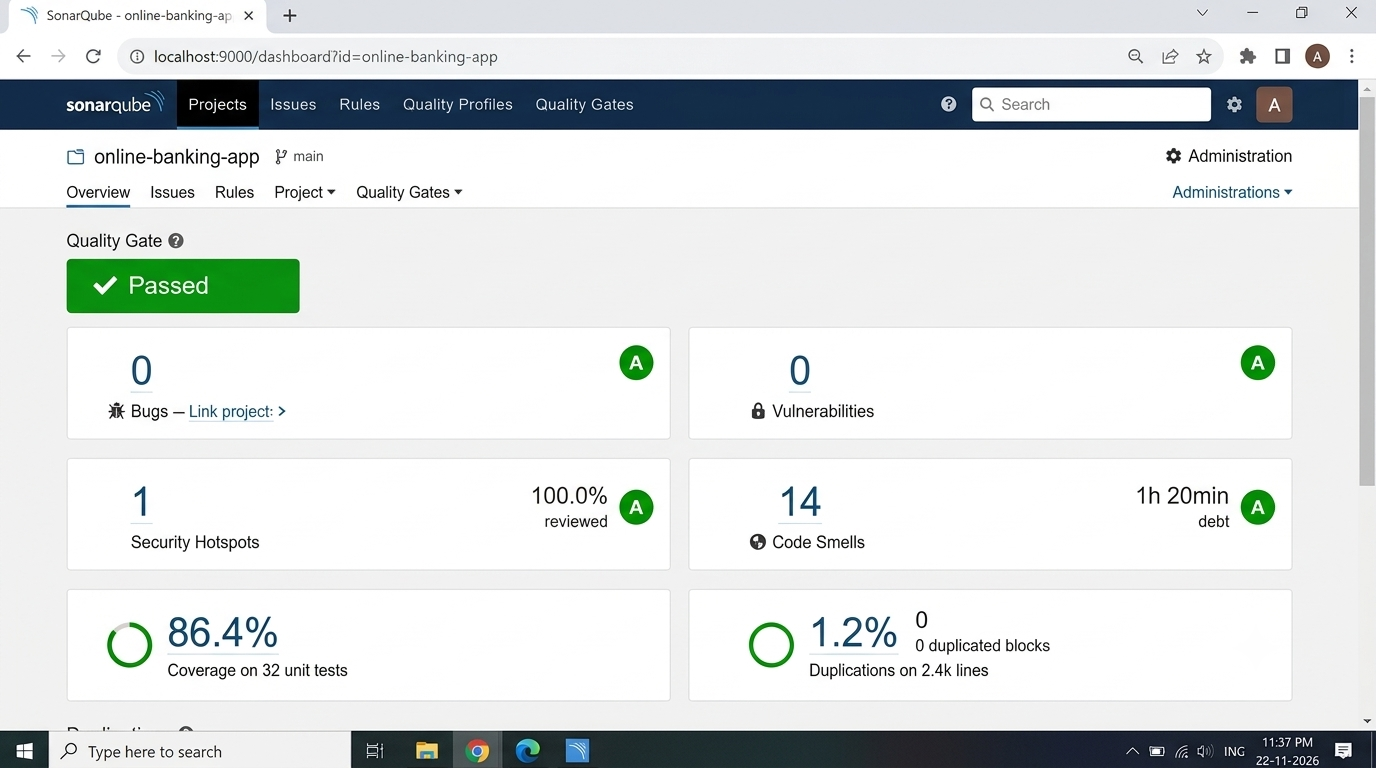 SonarQube - online-banking-ap
localhost:9000/dashboard?id=online-banking-app
A
sonarqube Projects Issues Rules Quality Profiles Quality Gates
? Search A
online-banking-app main
Administration
Overview Issues Rules Project Quality Gates
Administrations
Quality Gate ?
Passed
0 A
Bugs — Link project: >
0 A
Vulnerabilities
1 100.0% A
reviewed
Security Hotspots
14 1h 20min A
debt
Code Smells
86.4%
Coverage on 32 unit tests
1.2% 0
0 duplicated blocks
Duplications on 2.4k lines
Type here to search
ING
11:37 PM
22-11-2026